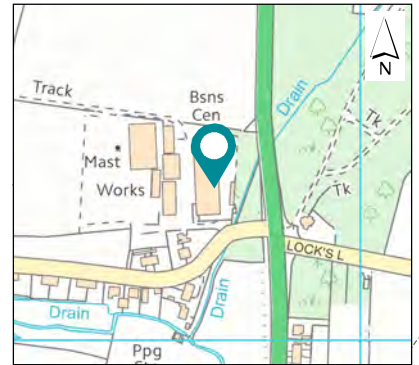 N
Track
Bsns
Cen
Drain
Tk
Mast
Works
Tk
LOCK'S L
Drain
Drain
Ppg